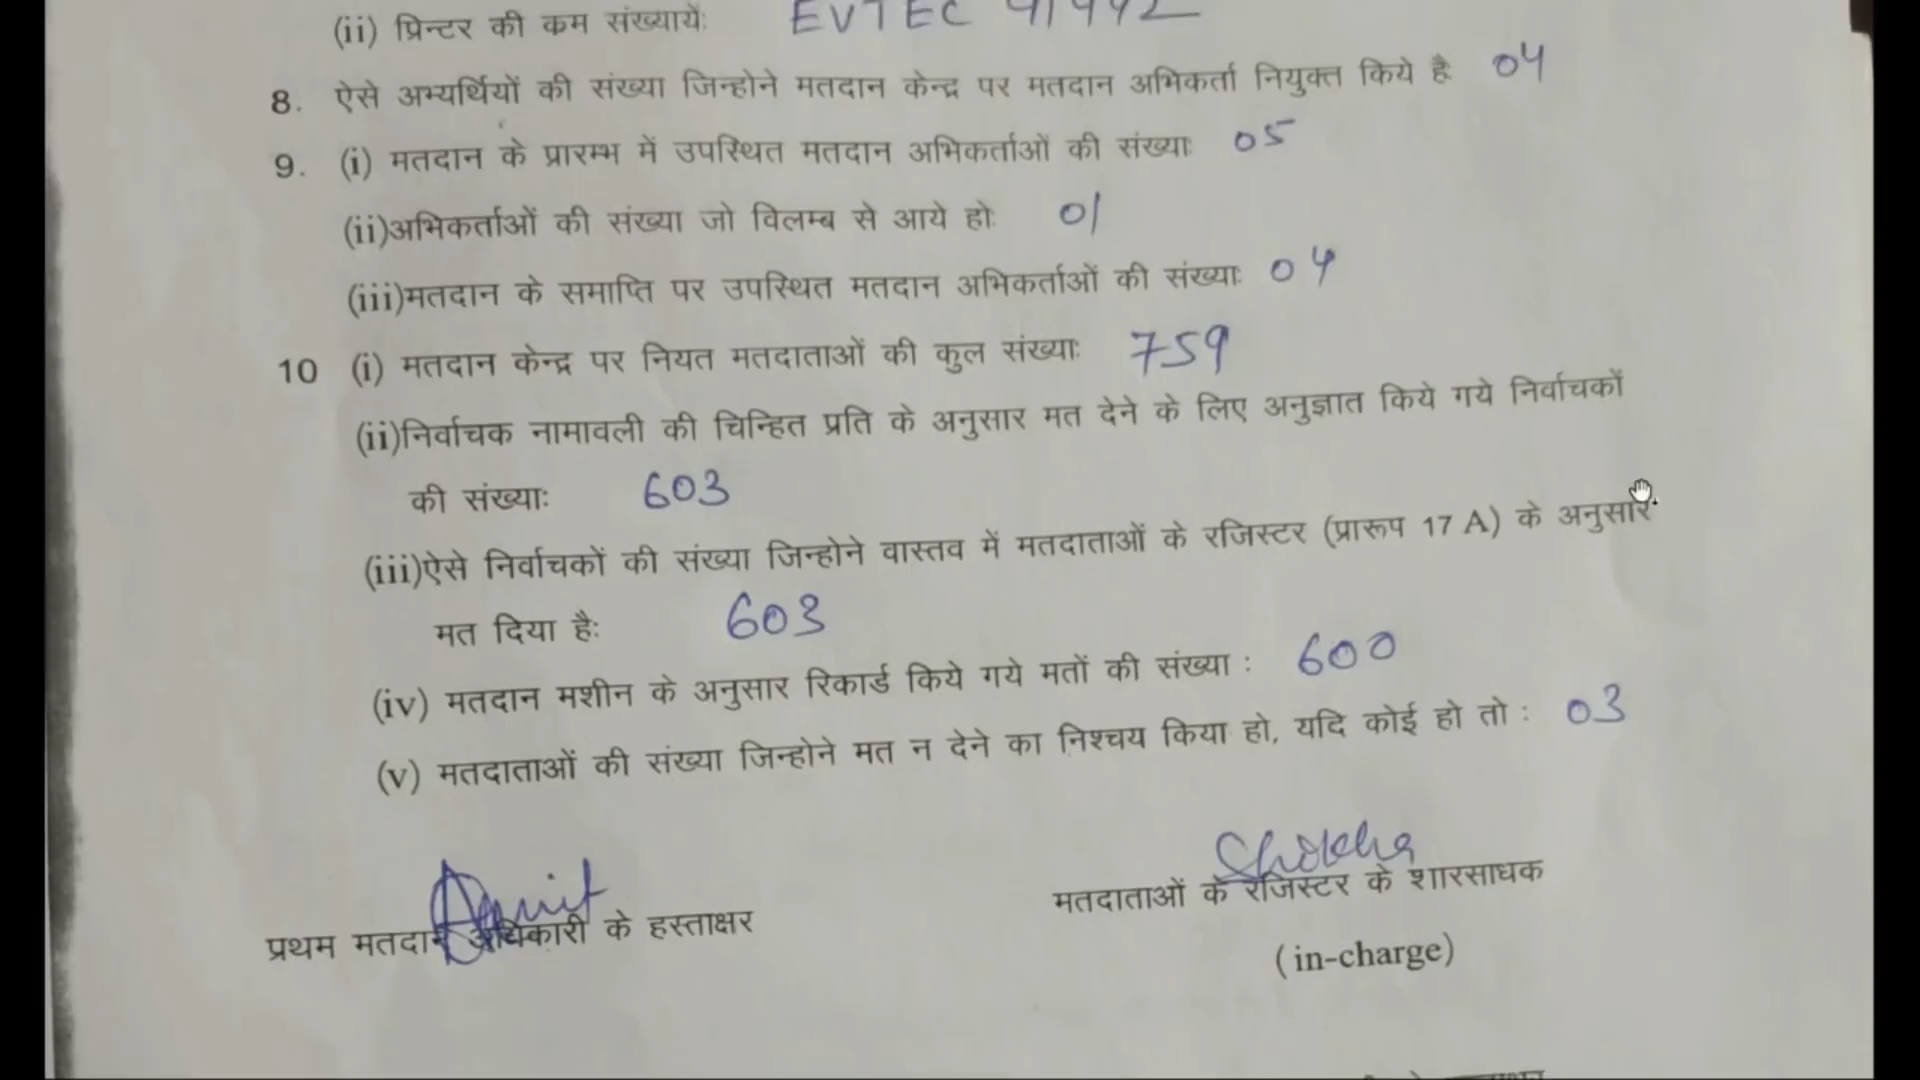 (ii) प्रिन्टर की कम संख्यायेः EVTEC
8. ऐसे अभ्यर्थियों की संख्या जिन्होने मतदान केन्द्र पर मतदान अभिकर्ता नियुक्त किये हैः 04
9. (i) मतदान के प्रारम्भ में उपस्थित मतदान अभिकर्ताओं की संख्याः 05
(ii)अभिकर्ताओं की संख्या जो विलम्ब से आये होः 01
(iii)मतदान के समाप्ति पर उपस्थित मतदान अभिकर्ताओं की संख्याः 04
10 (i) मतदान केन्द्र पर नियत मतदाताओं की कुल संख्याः 759
(ii)निर्वाचक नामावली की चिन्हित प्रति के अनुसार मत देने के लिए अनुज्ञात किये गये निर्वाचकों
की संख्याः 603
(iii)ऐसे निर्वाचकों की संख्या जिन्होने वास्तव में मतदाताओं के रजिस्टर (प्रारूप 17 A) के अनुसार
मत दिया हैः 603
(iv) मतदान मशीन के अनुसार रिकार्ड किये गये मतों की संख्या : 600
(v) मतदाताओं की संख्या जिन्होने मत न देने का निश्चय किया हो, यदि कोई हो तो : 03
Amit
प्रथम मतदान अधिकारी के हस्ताक्षर
मतदाताओं के रजिस्टर के शारसाधक
(in-charge)